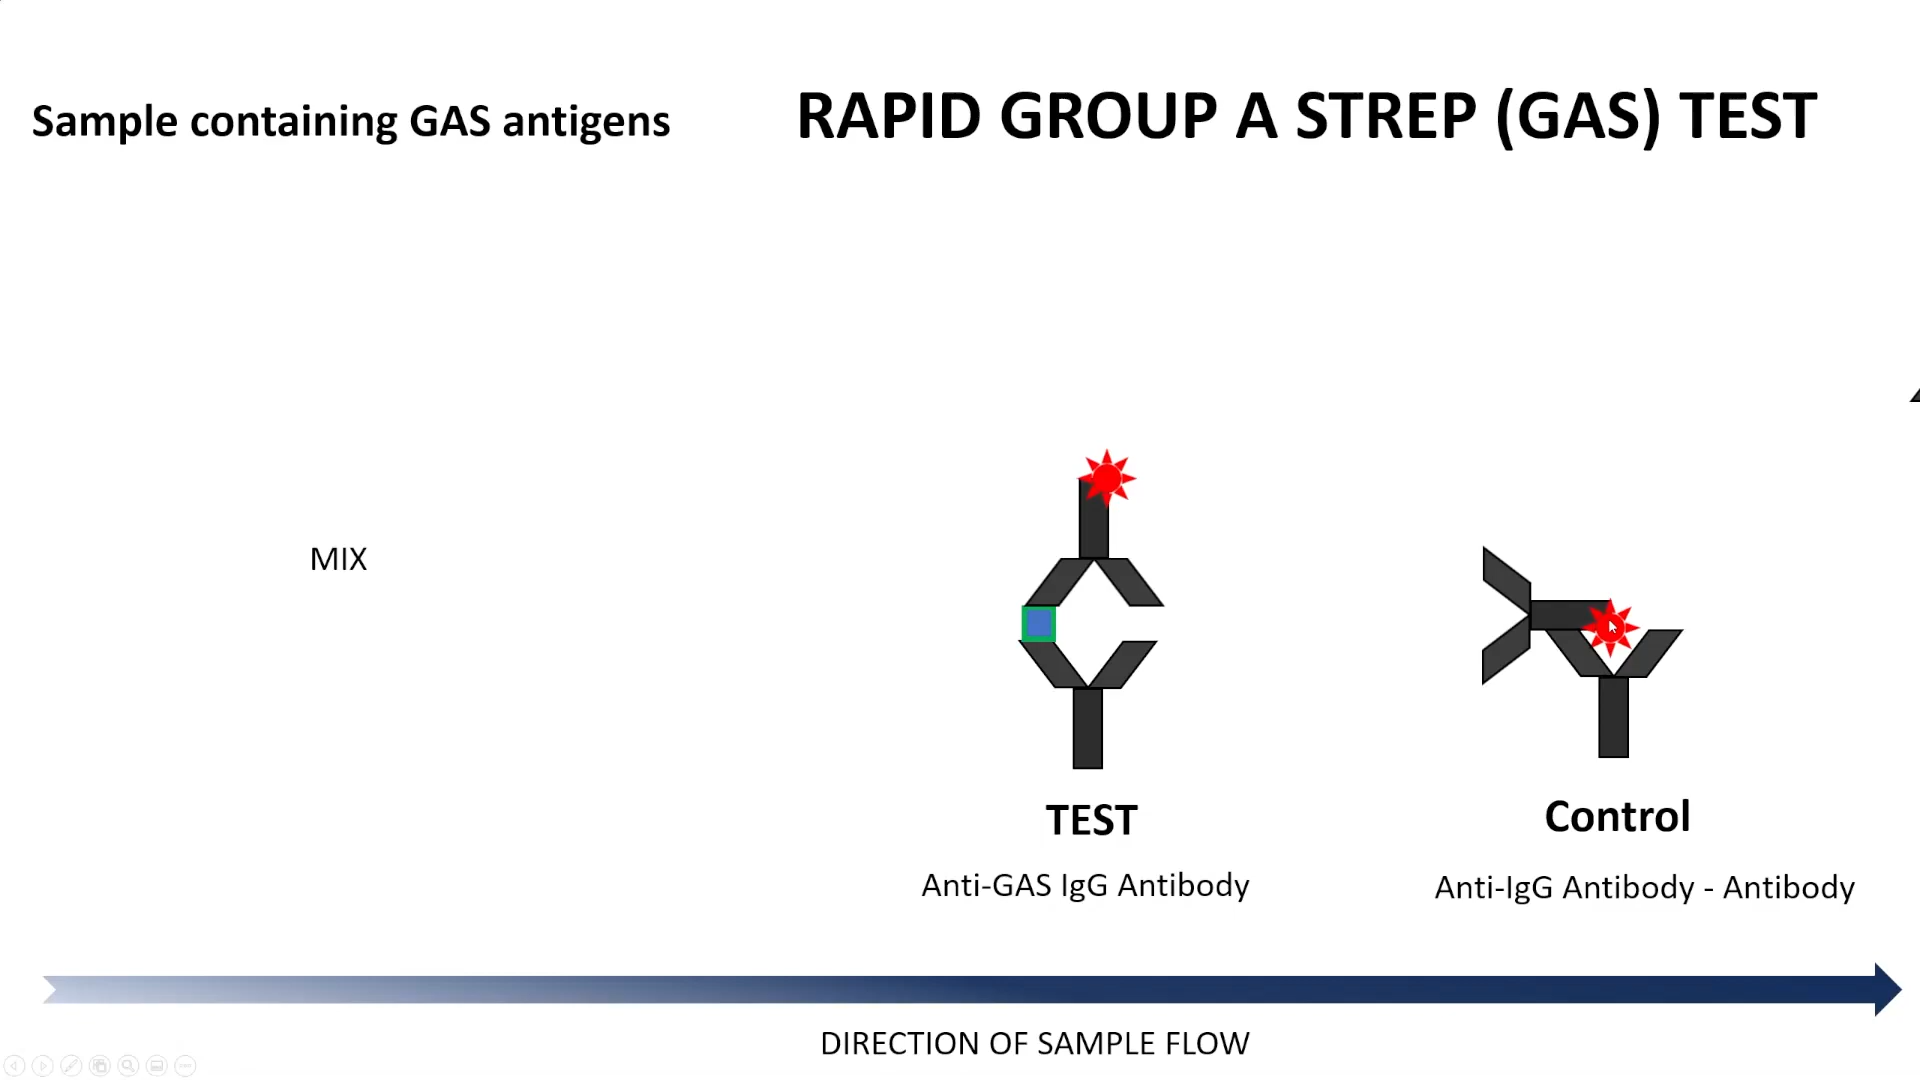 Sample containing GAS antigens
RAPID GROUP A STREP (GAS) TEST
MIX
TEST
Control
Anti-GAS IgG Antibody
Anti-IgG Antibody - Antibody
DIRECTION OF SAMPLE FLOW